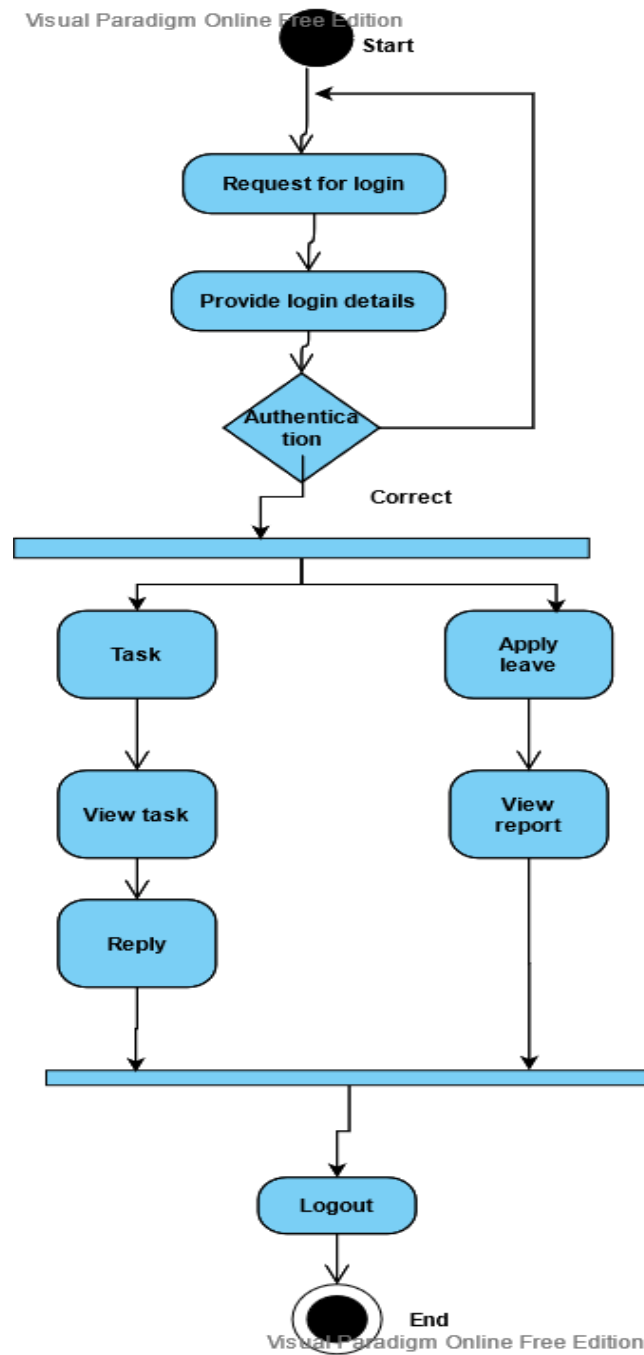 Visual Paradigm Online Free Edition
Start
Request for login
Provide login details
Authentica
tion
Correct
Task
Apply
leave
View task
View
report
Reply
Logout
End
Visual Paradigm Online Free Edition